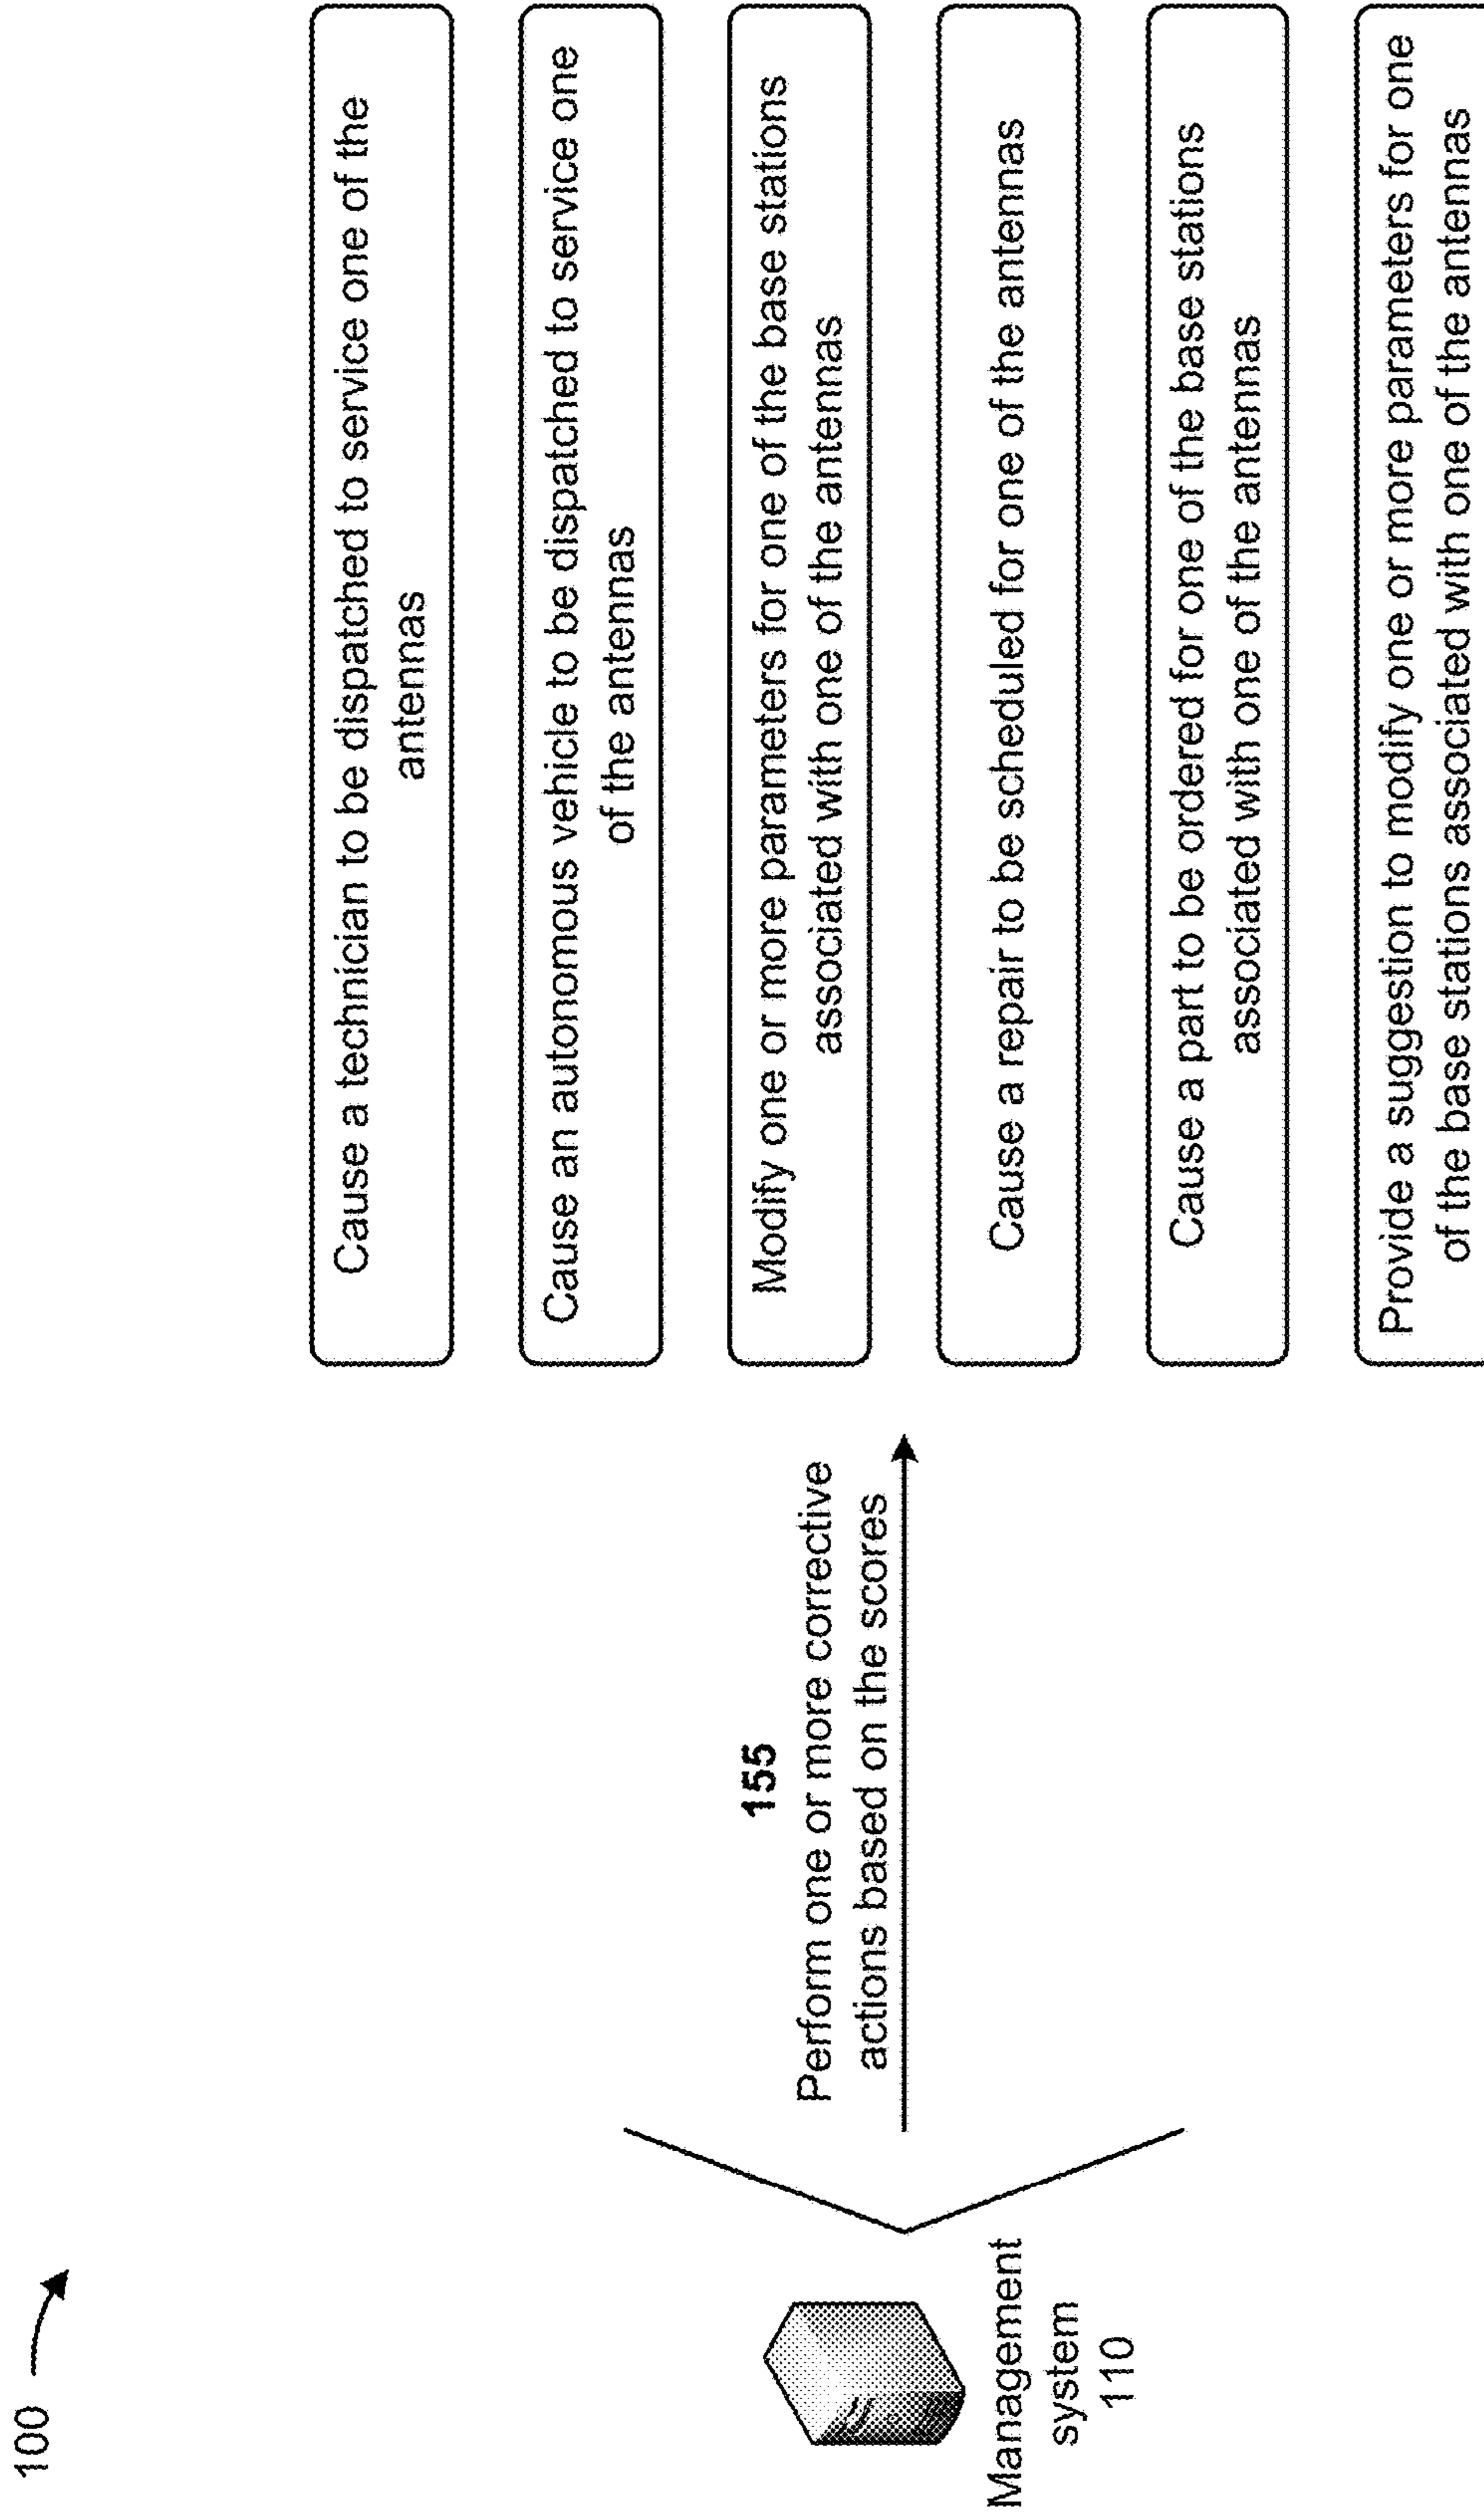 100
Management
system
110
155
Perform one or more corrective
actions based on the scores
Cause a technician to be dispatched to service one of the
antennas
Cause an autonomous vehicle to be dispatched to service one
of the antennas
Modify one or more parameters for one of the base stations
associated with one of the antennas
Cause a repair to be scheduled for one of the antennas
Cause a part to be ordered for one of the base stations
associated with one of the antennas
Provide a suggestion to modify one or more parameters for one
of the base stations associated with one of the antennas